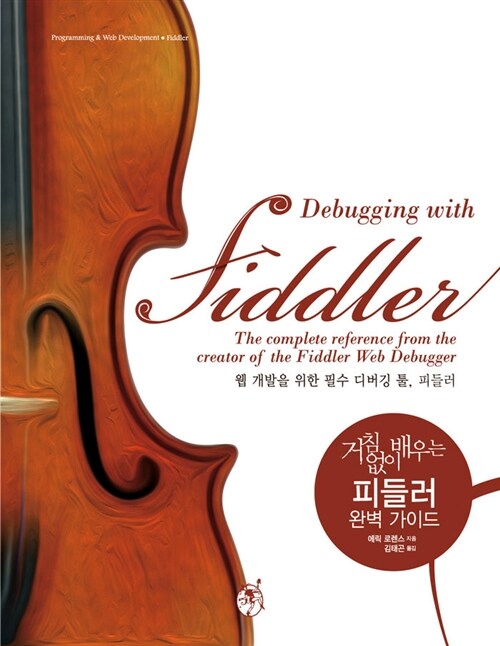 Programming & Web Development • Fiddler
Debugging with
fiddler
The complete reference from the
creator of the Fiddler Web Debugger
웹 개발을 위한 필수 디버깅 툴, 피들러
거침없이 배우는
피들러
완벽 가이드
에릭 로렌스 지음
김태곤 옮김